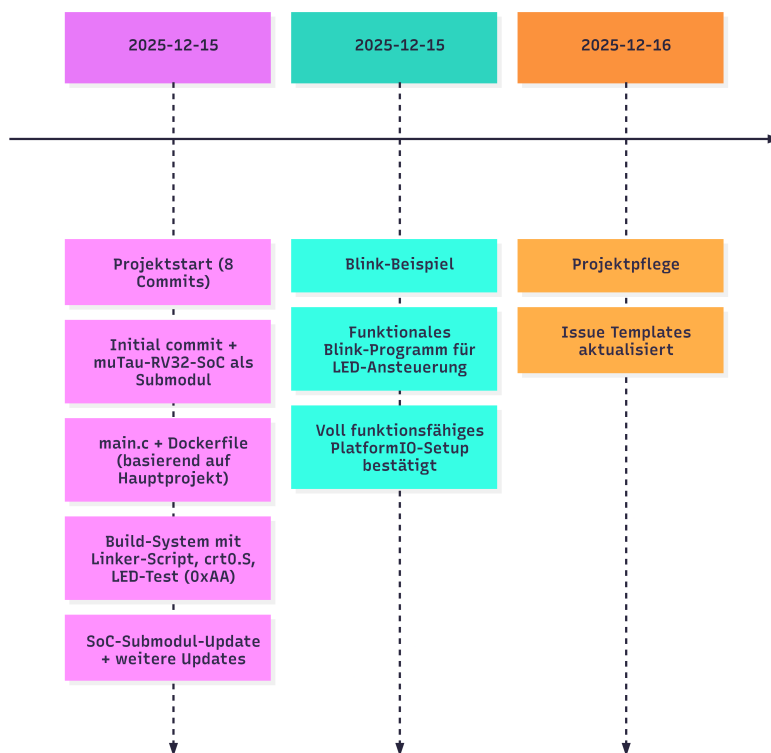 2025-12-15
2025-12-15
2025-12-16
Projektstart (8
Commits)
Initial commit +
muTau-RV32-SoC als
Submodul
main.c + Dockerfile
(basierend auf
Hauptprojekt)
Build-System mit
Linker-Script, crt0.S,
LED-Test (0xAA)
SoC-Submodul-Update
+ weitere Updates
Blink-Beispiel
Funktionales
Blink-Programm für
LED-Ansteuerung
Voll funktionsfähiges
PlatformIO-Setup
bestätigt
Projektpflege
Issue Templates
aktualisiert